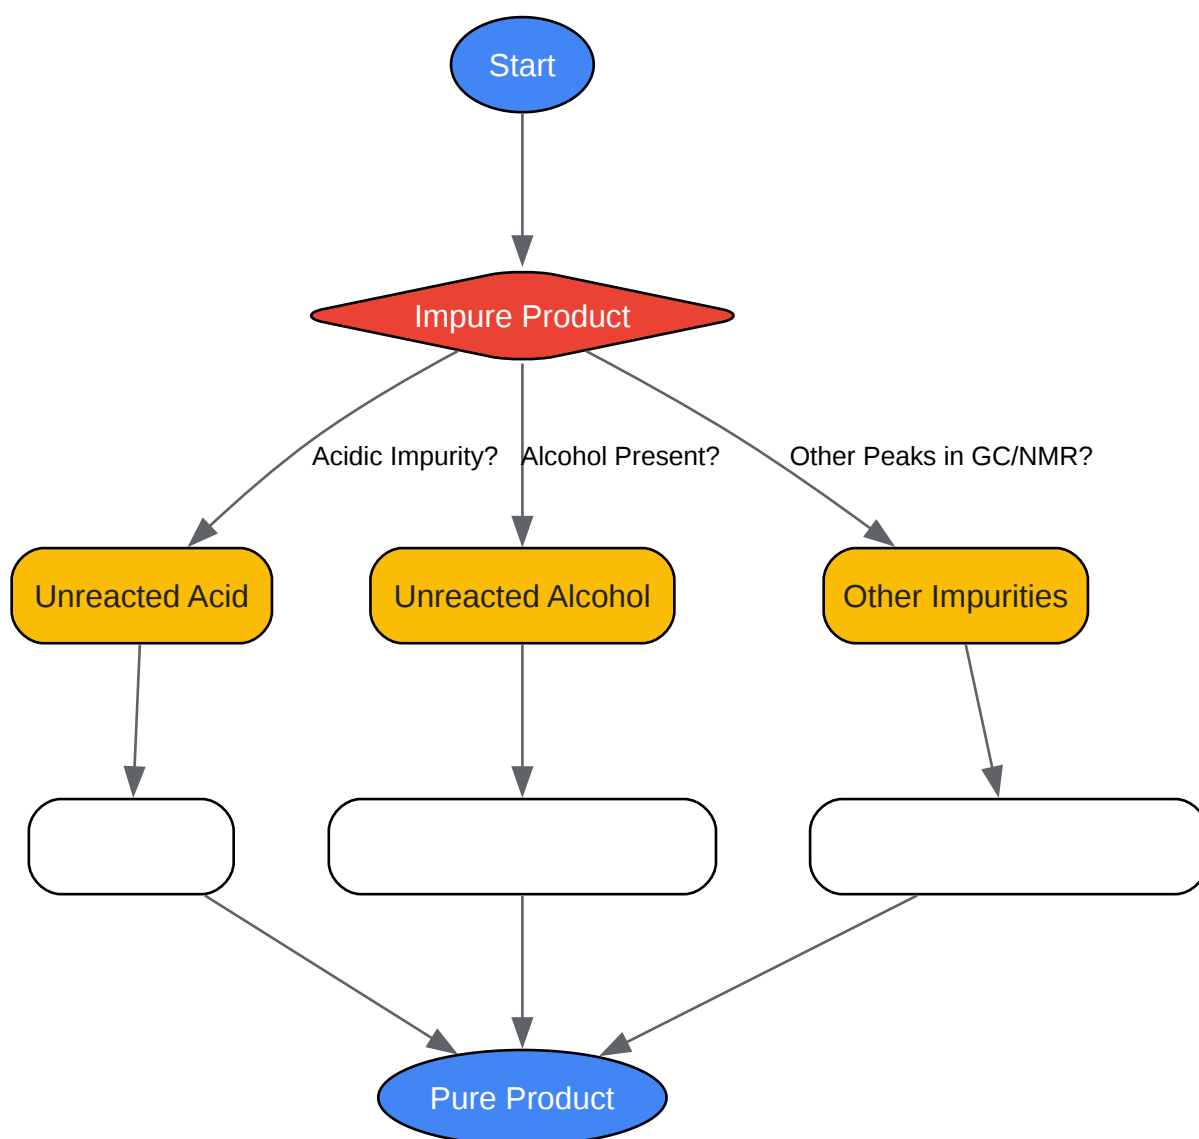 Start
Impure Product
Acidic Impurity?
Alcohol Present?
Other Peaks in GC/NMR?
Unreacted Acid
Unreacted Alcohol
Other Impurities
Pure Product